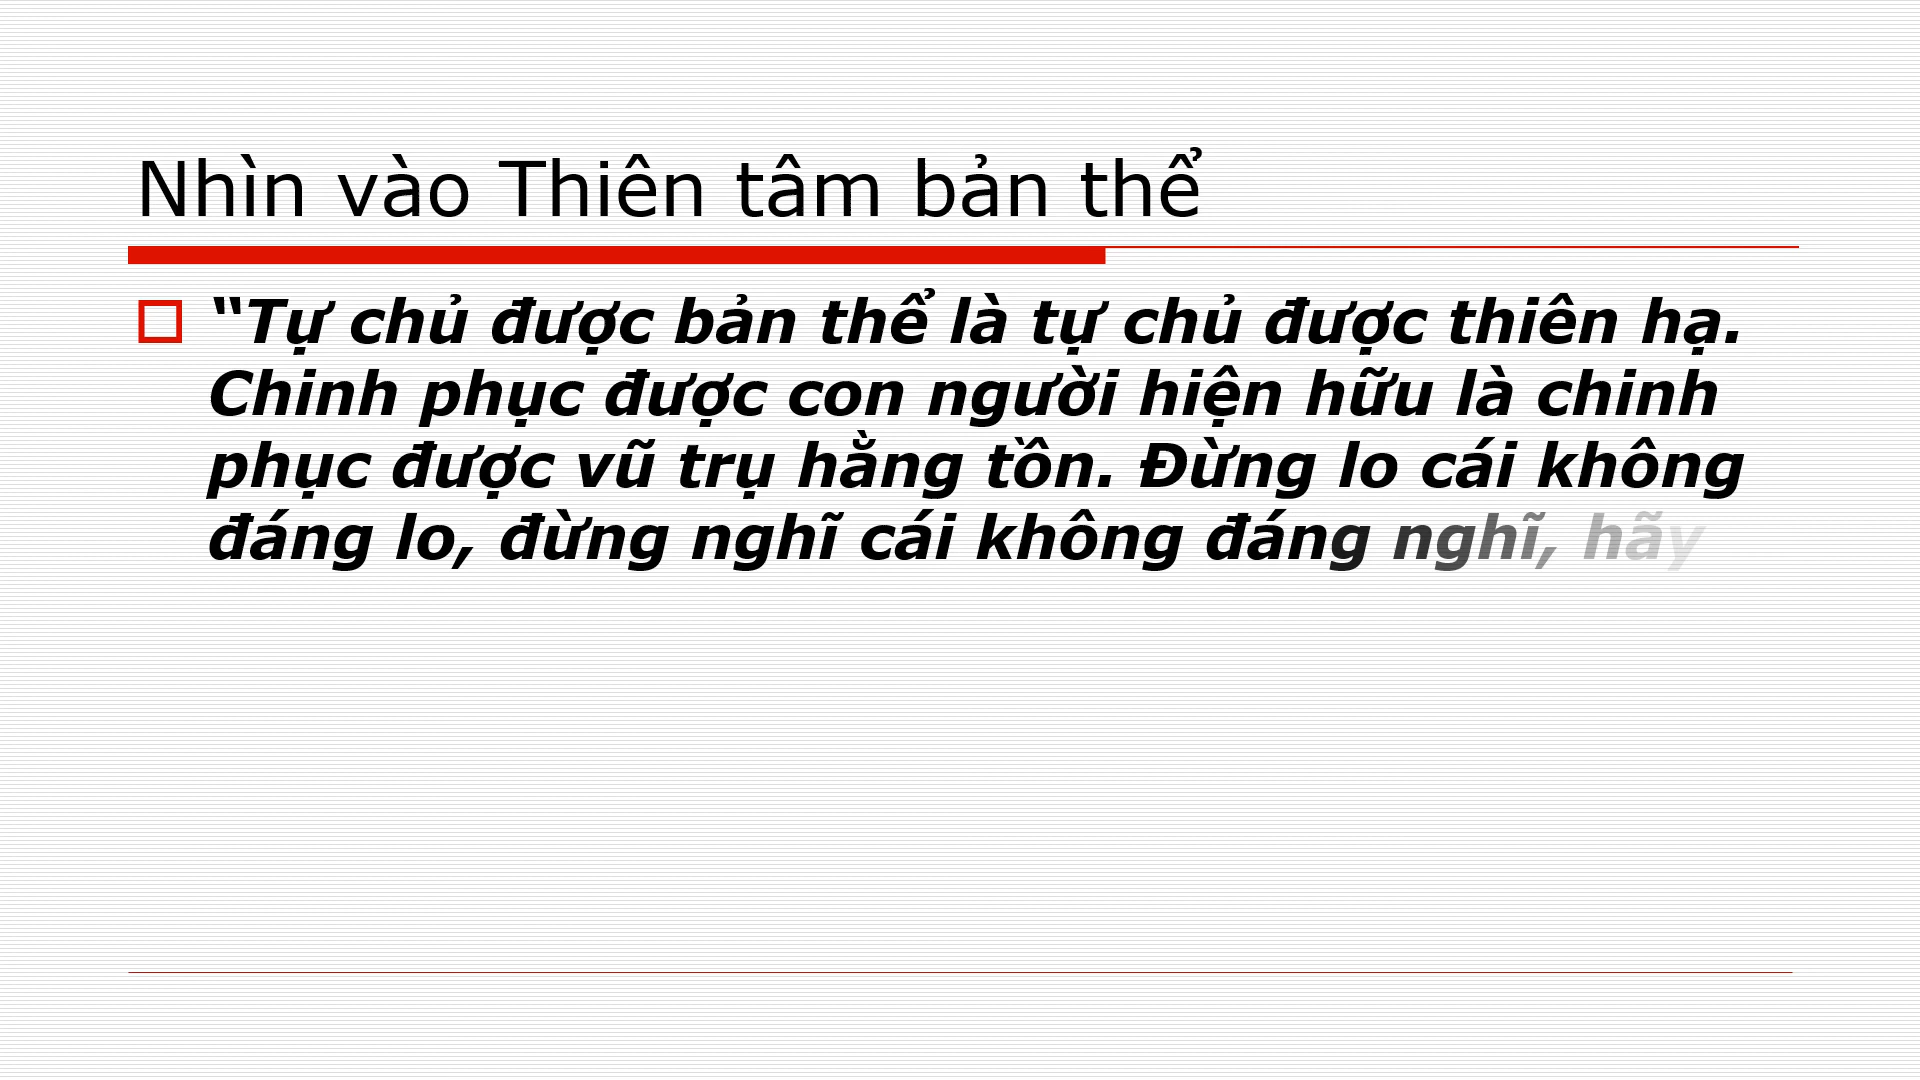 Nhìn vào Thiên tâm bản thể
“Tự chủ được bản thể là tự chủ được thiên hạ.
Chinh phục được con người hiện hữu là chinh
phục được vũ trụ hằng tồn. Đừng lo cái không
đáng lo, đừng nghĩ cái không đáng nghĩ, hãy